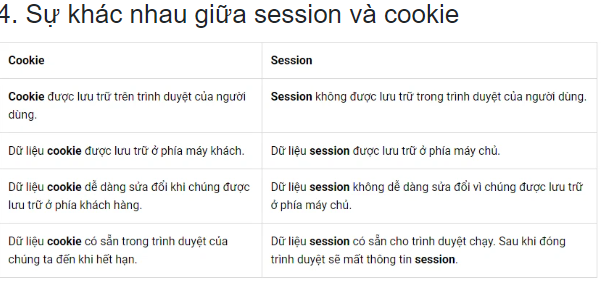 4. Sự khác nhau giữa session và cookie
Cookie
Session
Cookie được lưu trữ trên trình duyệt của người
dùng.
Session không được lưu trữ trong trình duyệt của người dùng.
Dữ liệu cookie được lưu trữ ở phía máy khách.
Dữ liệu session được lưu trữ ở phía máy chủ.
Dữ liệu cookie dễ dàng sửa đổi khi chúng được
lưu trữ ở phía khách hàng.
Dữ liệu session không dễ dàng sửa đổi vì chúng được lưu trữ
ở phía máy chủ.
Dữ liệu cookie có sẵn trong trình duyệt của
chúng ta đến khi hết hạn.
Dữ liệu session có sẵn cho trình duyệt chạy. Sau khi đóng
trình duyệt sẽ mất thông tin session.